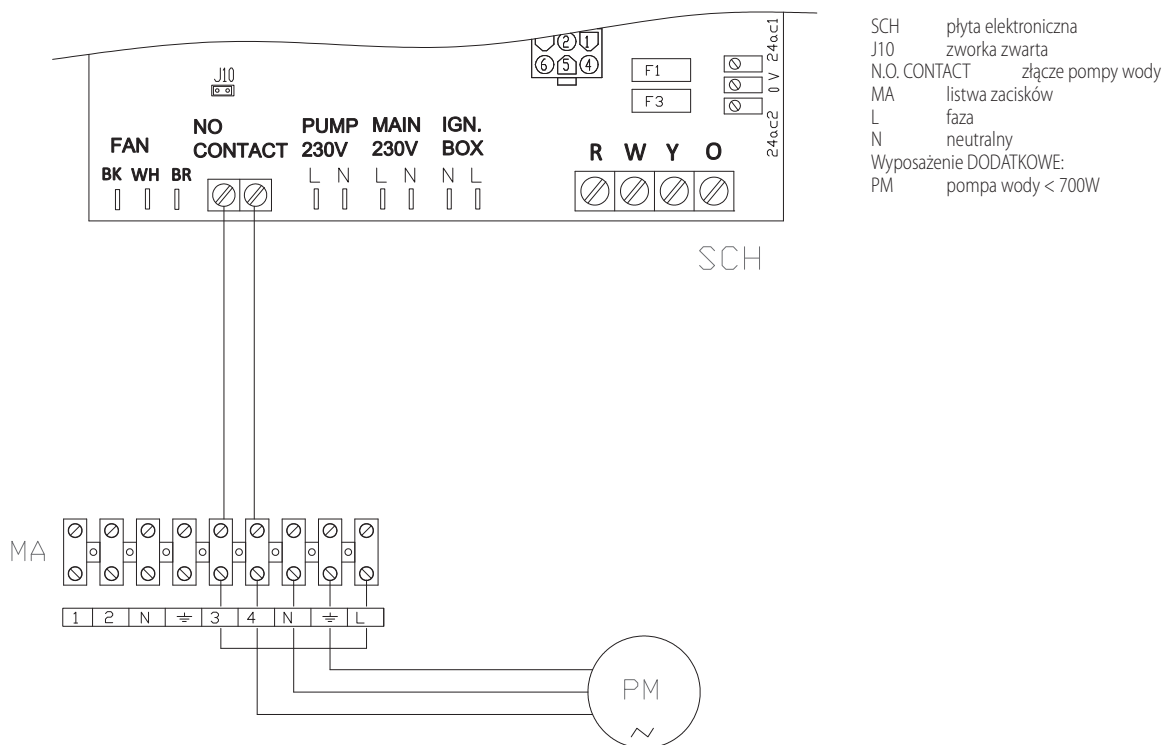 SCH płyta elektroniczna
J10 zworka zwarta
N.O. CONTACT złącze pompy wody
MA listwa zacisków
L faza
N neutralny
Wyposażenie DODATKOWE:
PM pompa wody < 700W
J10
2 1
6 5 4
F1
F3
24ac1
0 V
24ac2
FAN
BK WH BR
NO
CONTACT
PUMP
230V
L N
MAIN
230V
L N
IGN.
BOX
N L
R W Y O
SCH
MA
1 2 N ⏚ 3 4 N ⏚ L
PM
~